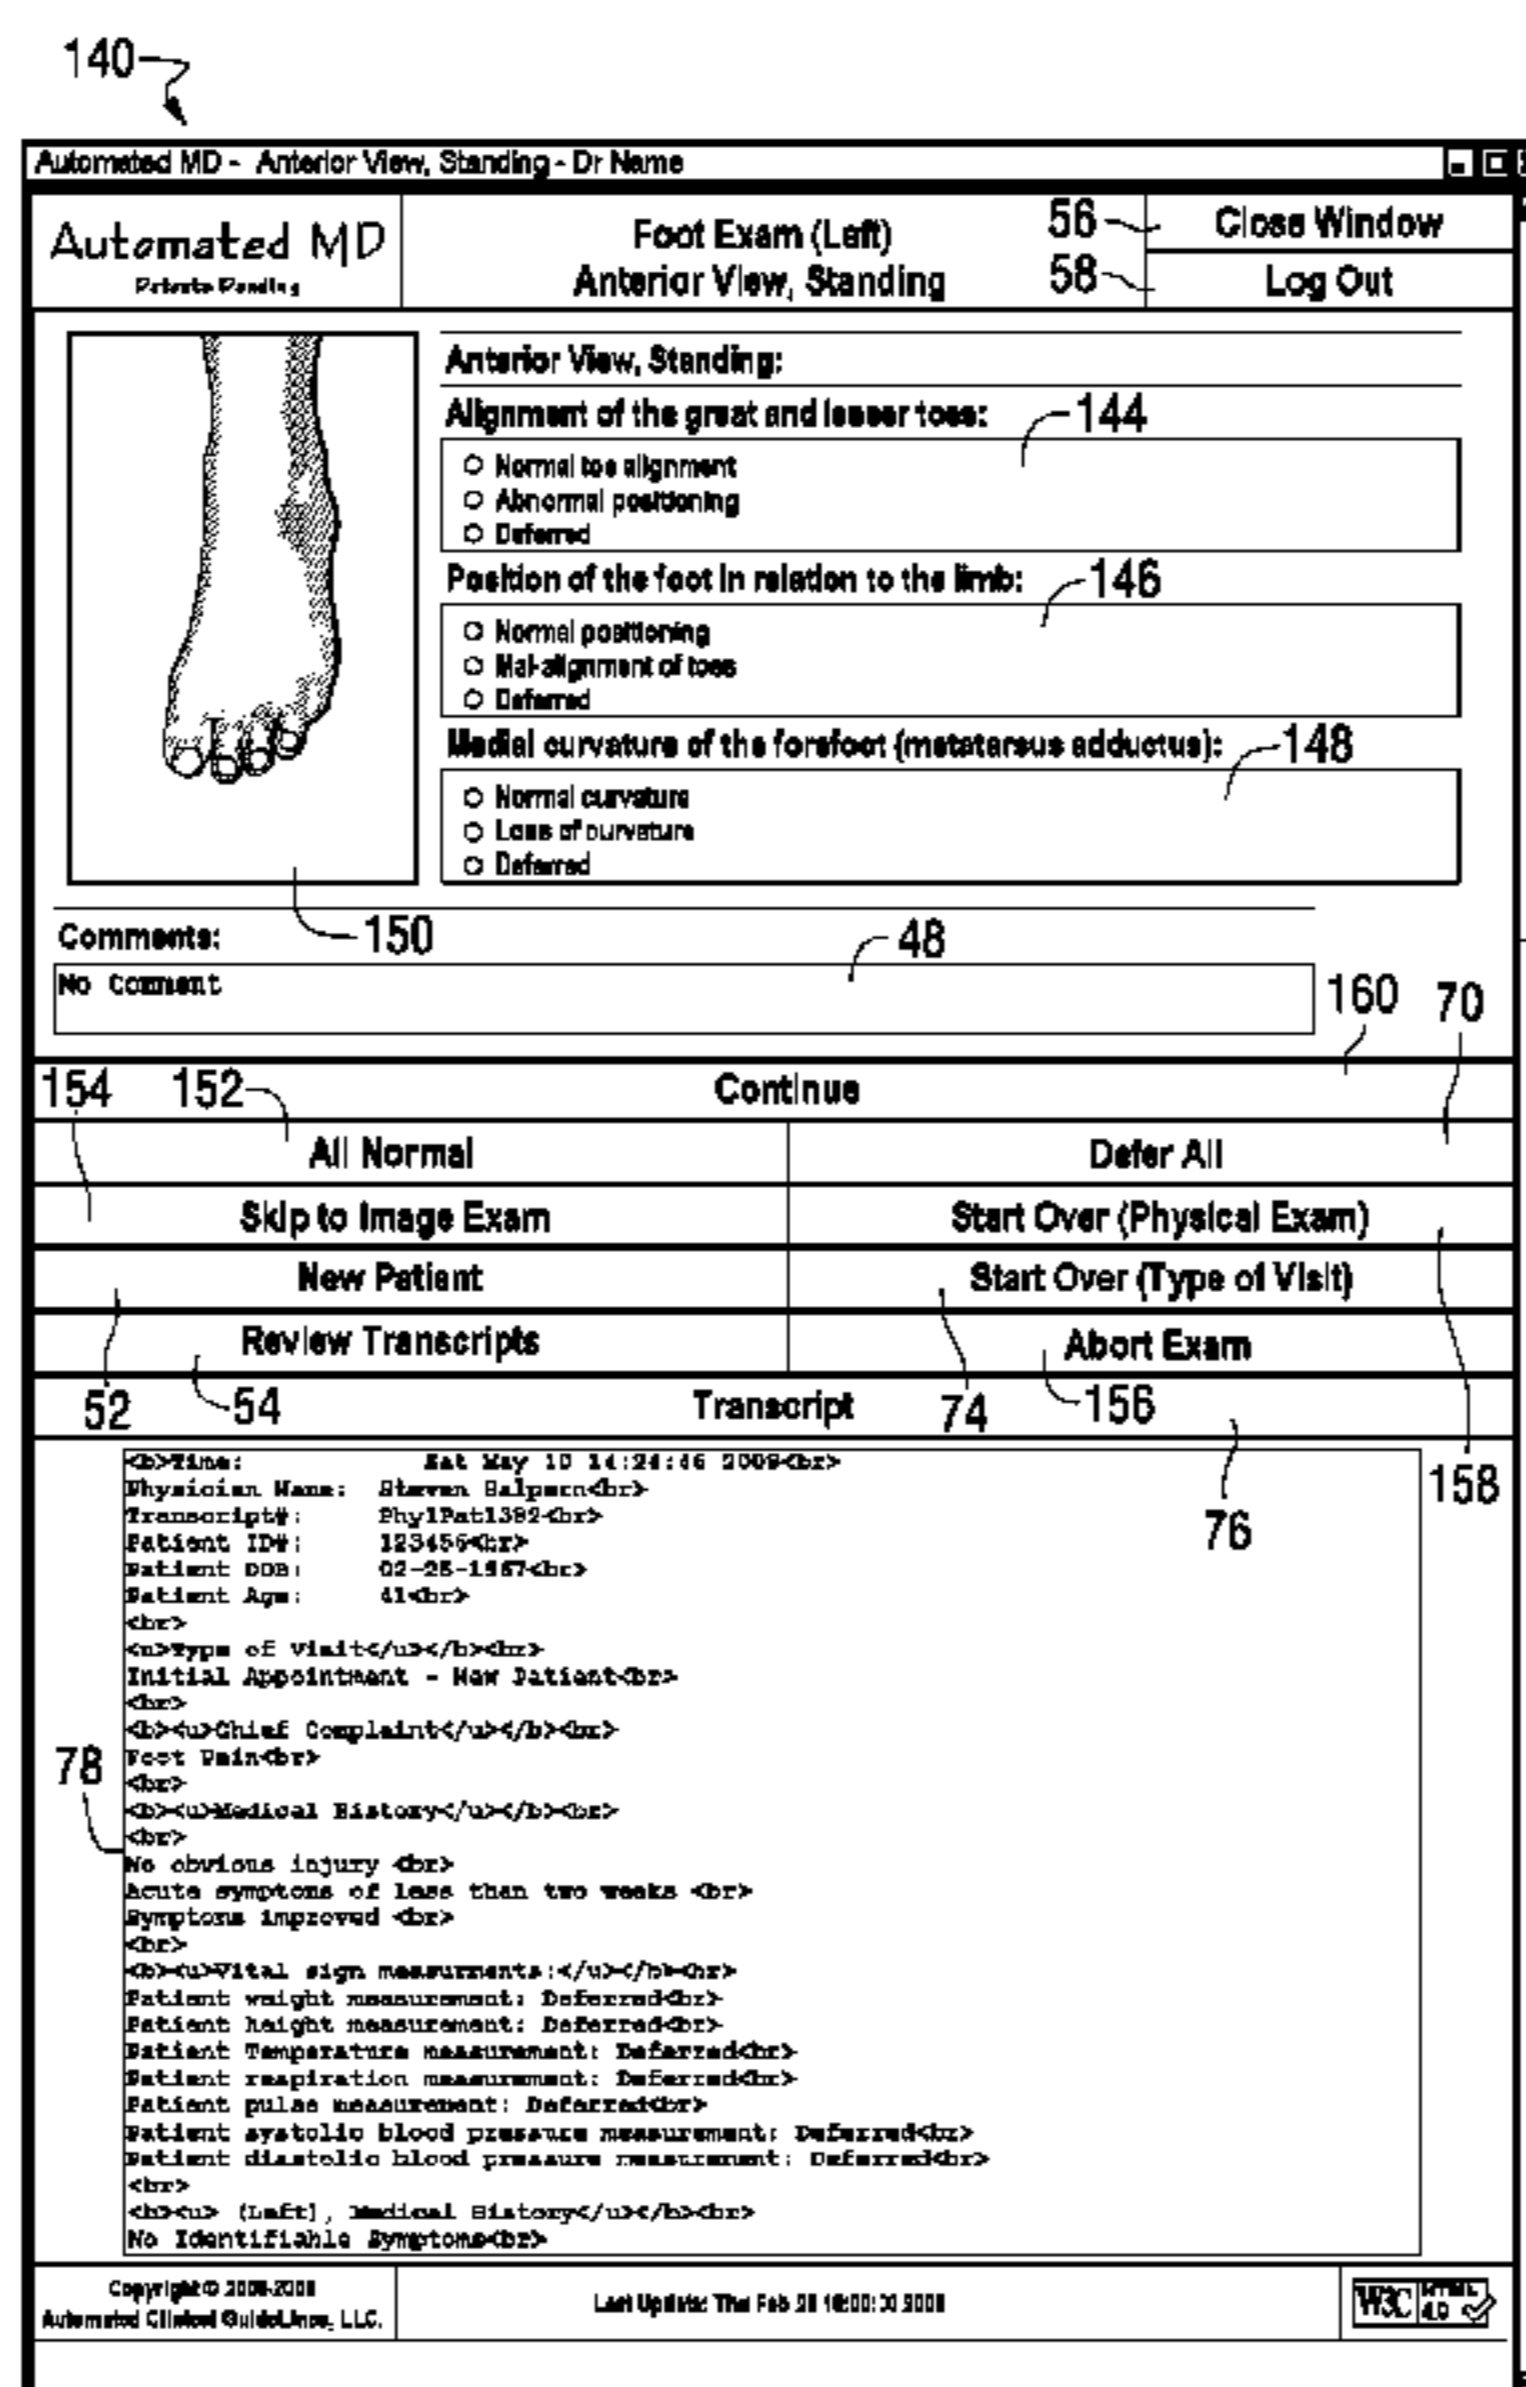 140
Automated MD - Anterior View, Standing - Dr Name
Automated MD
Foot Exam (Left)
56
Close Window
Anterior View, Standing
58
Log Out
Anterior View, Standing:
Alignment of the great and lesser toes:
144
Normal toe alignment
Abnormal positioning
Deferred
Position of the foot in relation to the limb:
146
Normal positioning
Mal-alignment of toes
Deferred
Medial curvature of the forefoot (metatarsus adductus):
148
Normal curvature
Loss of curvature
Deferred
150
Comments:
48
No Comment
160
70
154
152
Continue
All Normal
Defer All
Skip to Image Exam
Start Over (Physical Exam)
New Patient
Start Over (Type of Visit)
Review Transcripts
Abort Exam
52
54
Transcript
74
156
158
76
<b>Time: Sat May 10 14:24:46 2008<br>
Physician Name: Steven Halpern<br>
Transcript#: Phy1Pat1392<br>
Patient ID#: 123456<br>
Patient DOB: 02-25-1967<br>
Patient Age: 41<br>
<br>
<u>Type of Visit</u></b><br>
Initial Appointment - New Patient<br>
<br>
<b><u>Chief Complaint</u></b><br>
78
Foot Pain<br>
<br>
<b><u>Medical History</u></b><br>
<br>
No obvious injury <br>
Acute symptoms of less than two weeks <br>
Symptoms improved <br>
<br>
<b><u>Vital sign measurments:</u></b><br>
Patient weight measurement: Deferred<br>
Patient height measurement: Deferred<br>
Patient Temperature measurement: Deferred<br>
Patient respiration measurement: Deferred<br>
Patient pulse measurement: Deferred<br>
Patient systolic blood pressure measurement: Deferred<br>
Patient diastolic blood pressure measurement: Deferred<br>
<br>
<b><u> (Left), Medical History</u></b><br>
No Identifiable Symptoms<br>
Copyright ©
Automated Clinical GuideLines, LLC.
Last Update: Thu Feb
W3C HTML 4.0